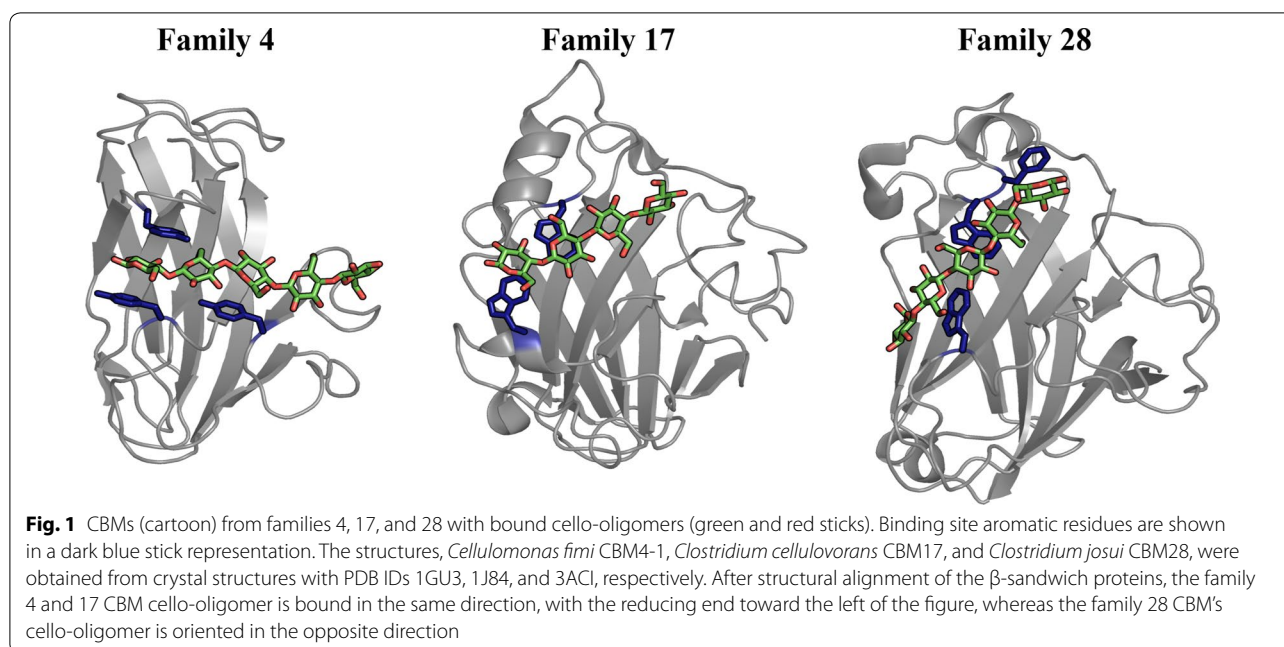 Family 4
Family 17
Family 28
Fig. 1 CBMs (cartoon) from families 4, 17, and 28 with bound cello-oligomers (green and red sticks). Binding site aromatic residues are shown
in a dark blue stick representation. The structures, Cellulomonas fimi CBM4-1, Clostridium cellulovorans CBM17, and Clostridium josui CBM28, were
obtained from crystal structures with PDB IDs 1GU3, 1J84, and 3ACI, respectively. After structural alignment of the β-sandwich proteins, the family
4 and 17 CBM cello-oligomer is bound in the same direction, with the reducing end toward the left of the figure, whereas the family 28 CBM's
cello-oligomer is oriented in the opposite direction